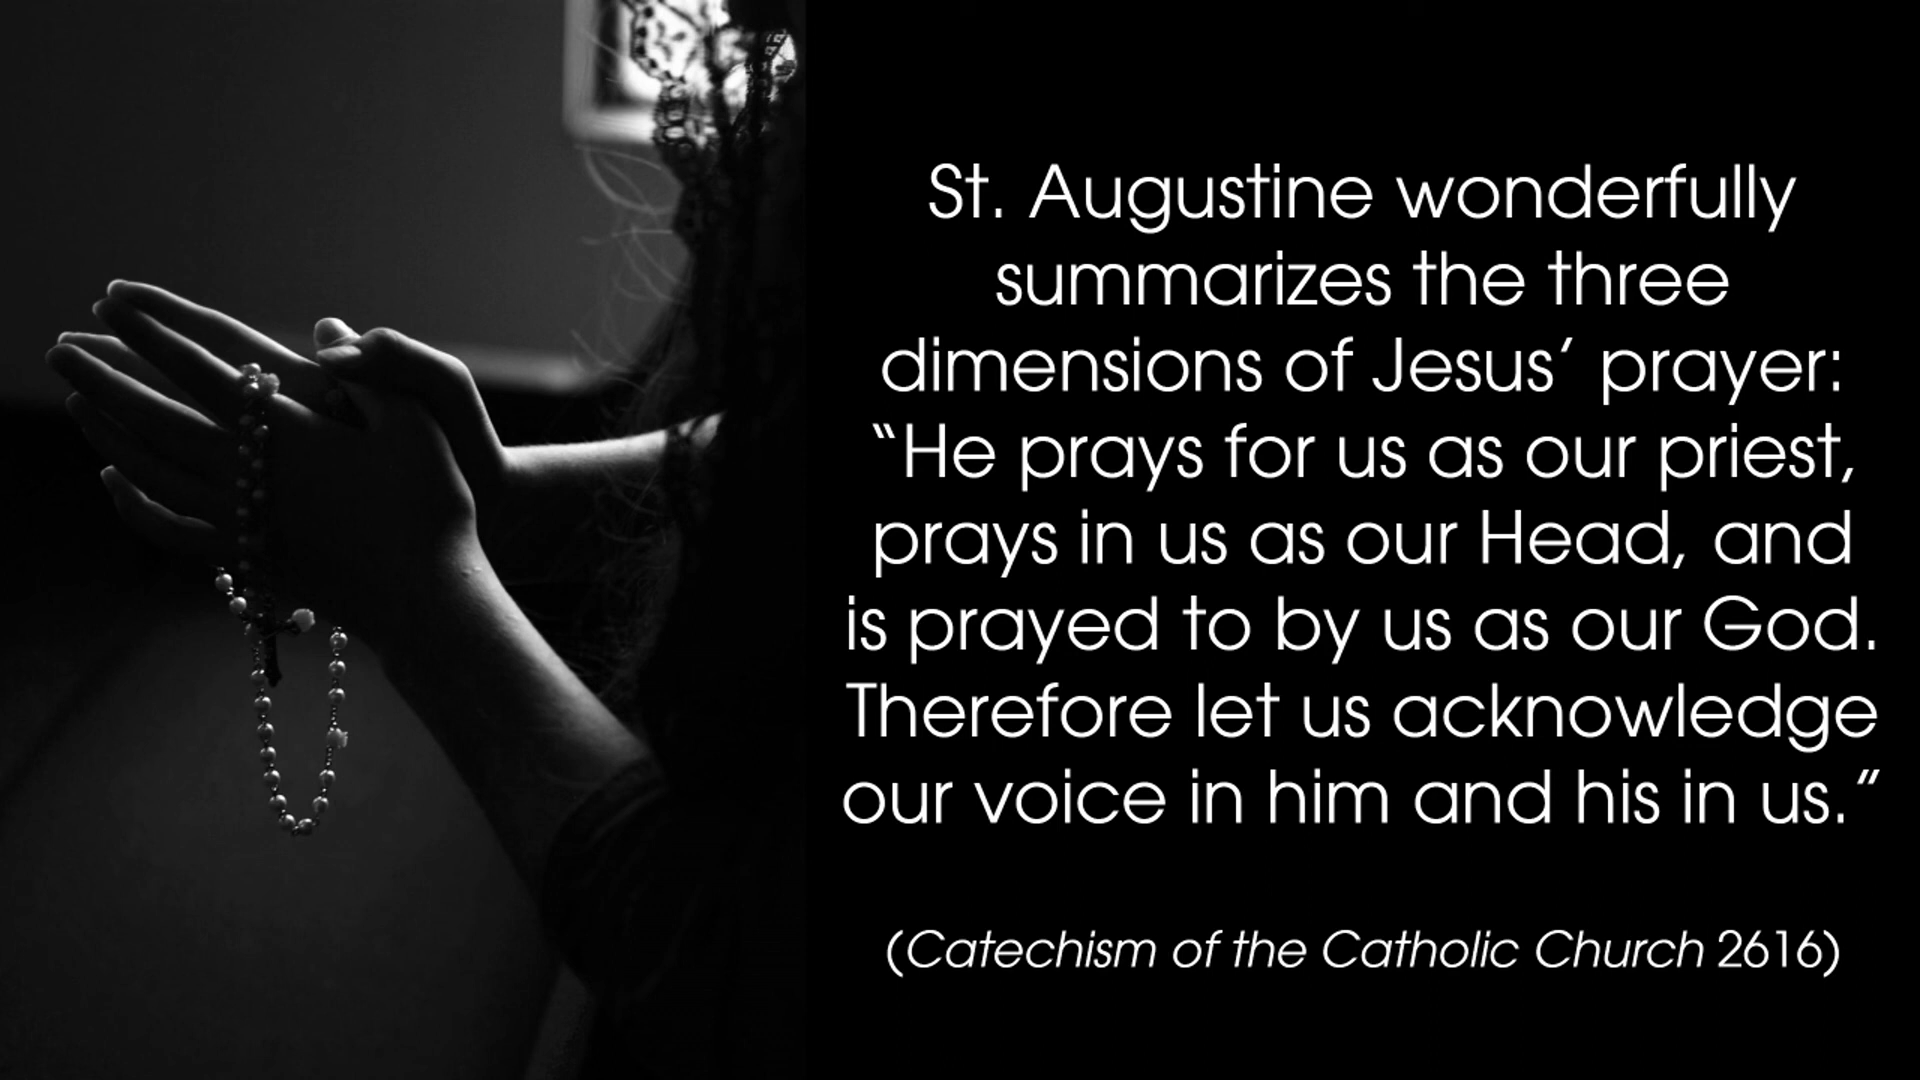 St. Augustine wonderfully
summarizes the three
dimensions of Jesus’ prayer:
“He prays for us as our priest,
prays in us as our Head, and
is prayed to by us as our God.
Therefore let us acknowledge
our voice in him and his in us.”
(Catechism of the Catholic Church 2616)